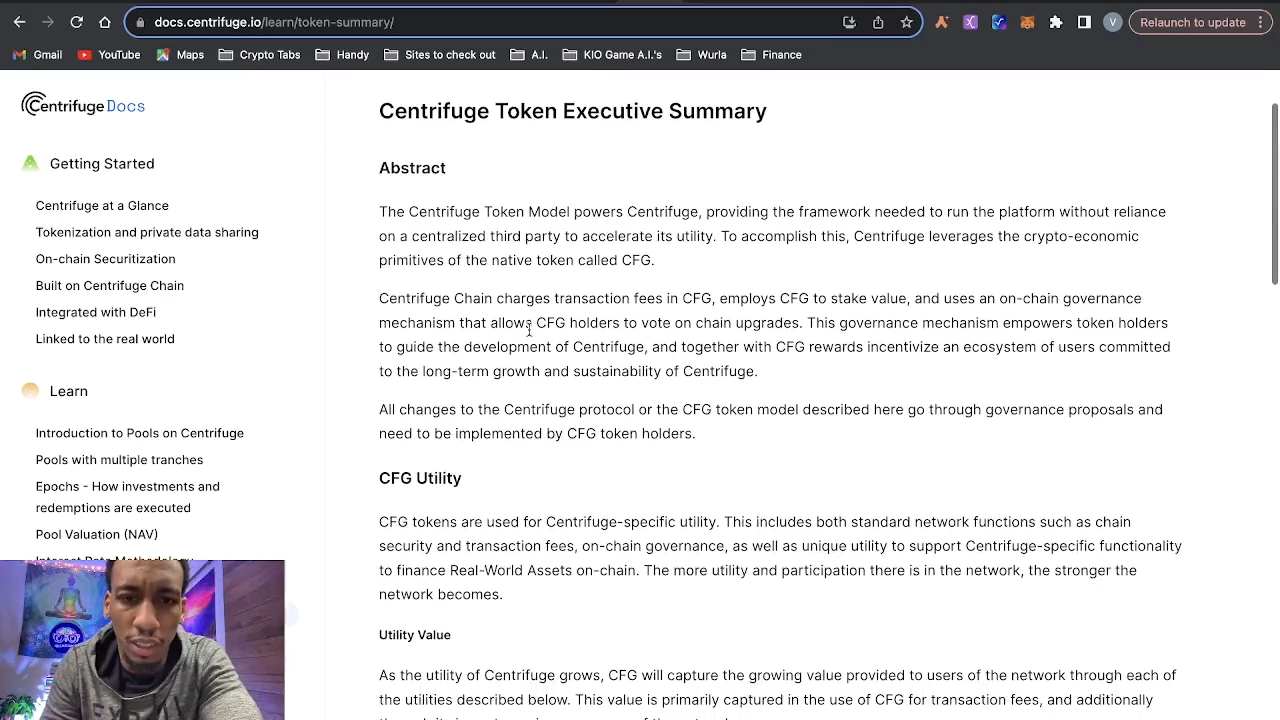 docs.centrifuge.io/learn/token-summary/
V
Relaunch to update
Gmail
YouTube
Maps
Crypto Tabs
Handy
Sites to check out
A.I.
KIO Game A.I.'s
Wurla
Finance
Centrifuge Docs
Getting Started
Centrifuge at a Glance
Tokenization and private data sharing
On-chain Securitization
Built on Centrifuge Chain
Integrated with DeFi
Linked to the real world
Learn
Introduction to Pools on Centrifuge
Pools with multiple tranches
Epochs - How investments and
redemptions are executed
Pool Valuation (NAV)
Interest Rate Methodology
Centrifuge Token Executive Summary
Abstract
The Centrifuge Token Model powers Centrifuge, providing the framework needed to run the platform without reliance
on a centralized third party to accelerate its utility. To accomplish this, Centrifuge leverages the crypto-economic
primitives of the native token called CFG.
Centrifuge Chain charges transaction fees in CFG, employs CFG to stake value, and uses an on-chain governance
mechanism that allows CFG holders to vote on chain upgrades. This governance mechanism empowers token holders
to guide the development of Centrifuge, and together with CFG rewards incentivize an ecosystem of users committed
to the long-term growth and sustainability of Centrifuge.
All changes to the Centrifuge protocol or the CFG token model described here go through governance proposals and
need to be implemented by CFG token holders.
CFG Utility
CFG tokens are used for Centrifuge-specific utility. This includes both standard network functions such as chain
security and transaction fees, on-chain governance, as well as unique utility to support Centrifuge-specific functionality
to finance Real-World Assets on-chain. The more utility and participation there is in the network, the stronger the
network becomes.
Utility Value
As the utility of Centrifuge grows, CFG will capture the growing value provided to users of the network through each of
the utilities described below. This value is primarily captured in the use of CFG for transaction fees, and additionally